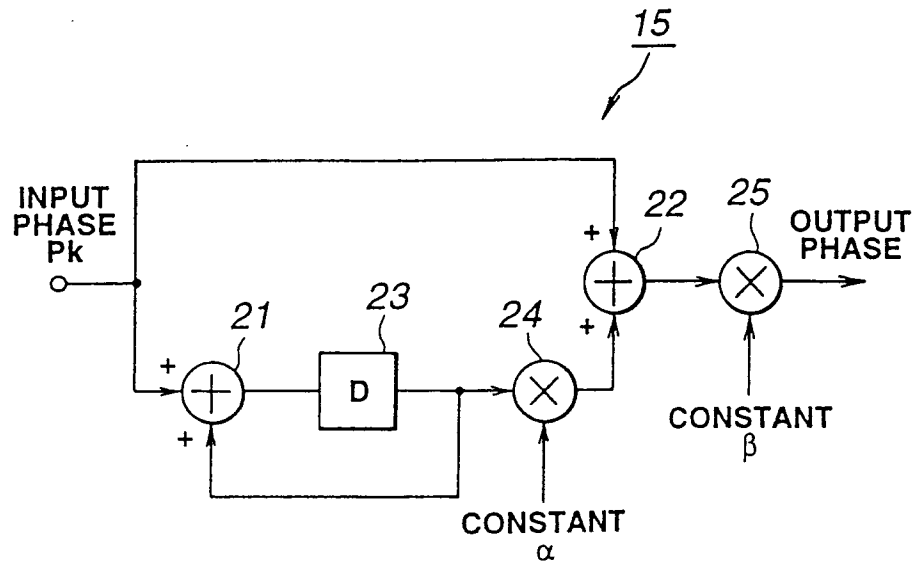 15
INPUT
PHASE
Pk
+
22
25
OUTPUT
PHASE
+
21
23
24
+
D
+
CONSTANT
β
CONSTANT
α